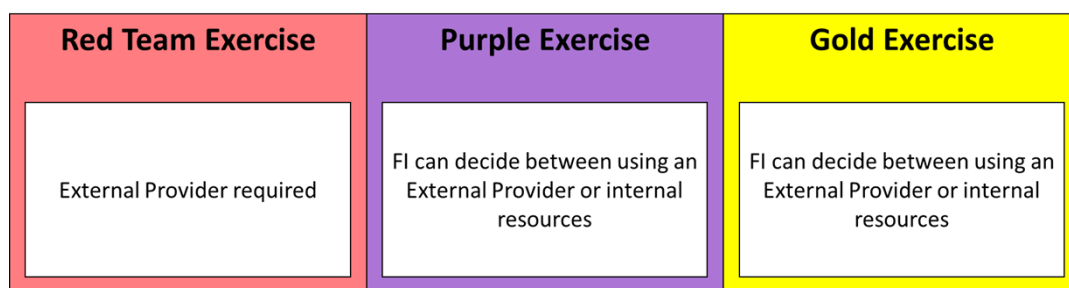 Red Team Exercise
External Provider required
Purple Exercise
FI can decide between using an
External Provider or internal
resources
Gold Exercise
FI can decide between using an
External Provider or internal
resources